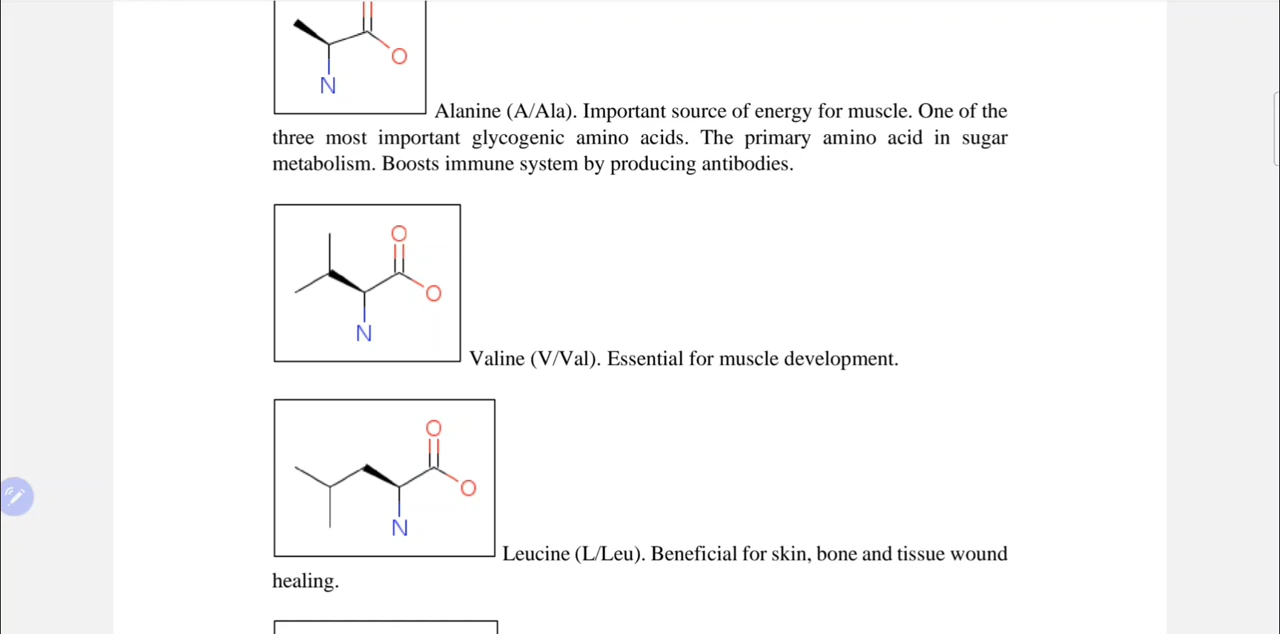 O
N
Alanine (A/Ala). Important source of energy for muscle. One of the
three most important glycogenic amino acids. The primary amino acid in sugar
metabolism. Boosts immune system by producing antibodies.
O
O
N
Valine (V/Val). Essential for muscle development.
O
O
N
Leucine (L/Leu). Beneficial for skin, bone and tissue wound
healing.